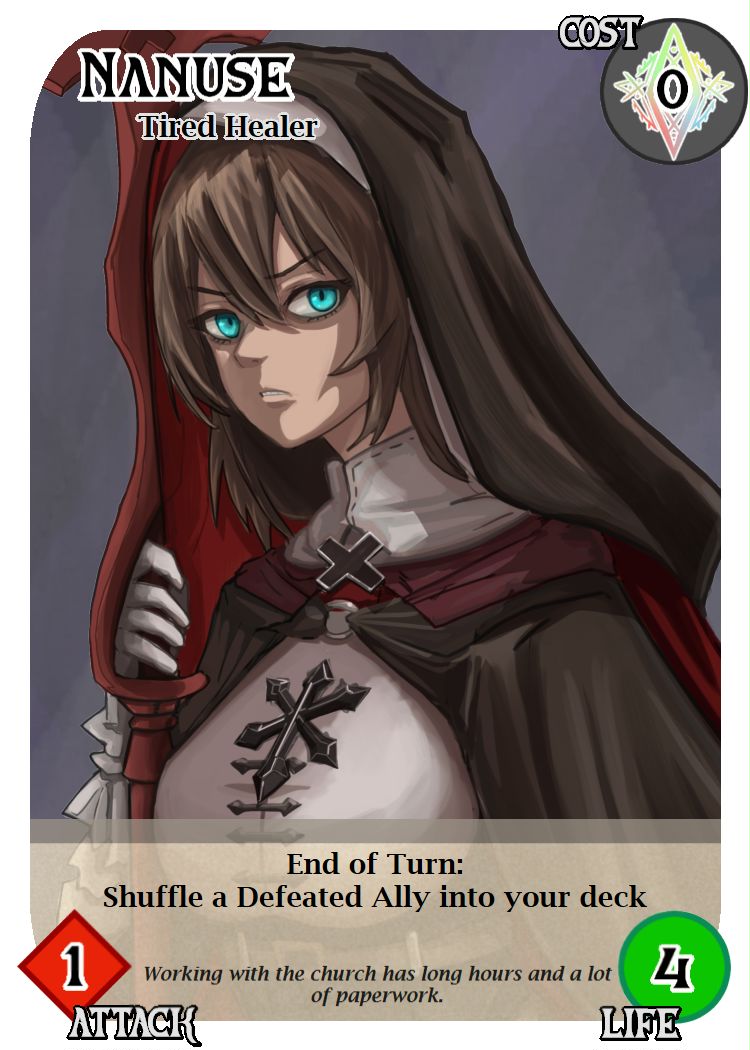 COST
NANUSE
0
Tired Healer
End of Turn:
Shuffle a Defeated Ally into your deck
1
4
Working with the church has long hours and a lot
of paperwork.
ATTACK
LIFE